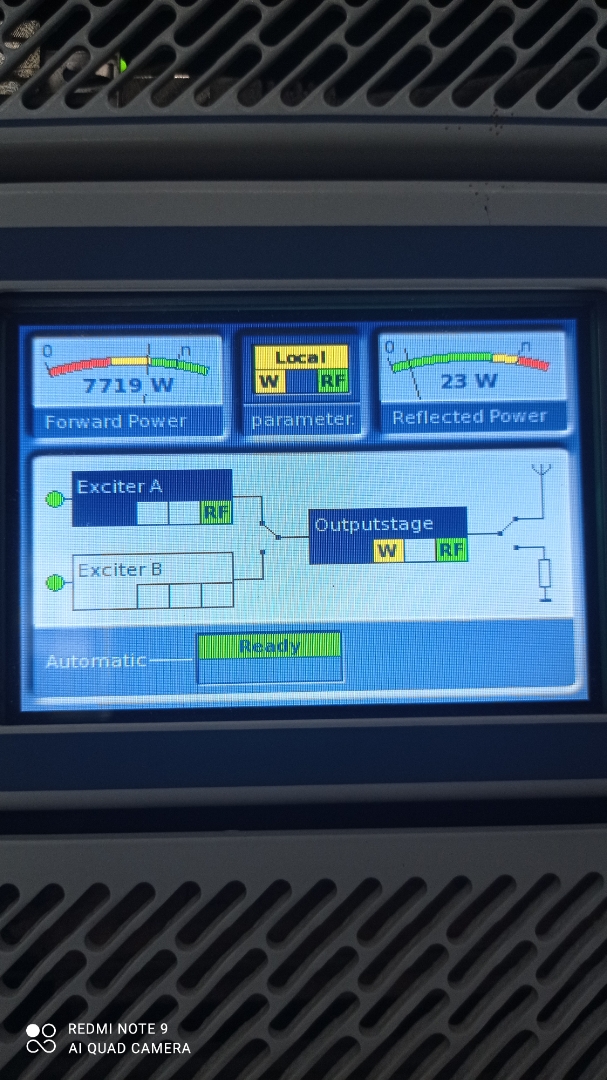 0 n
7719 W
Forward Power
Local
W RF
parameter
0 n
23 W
Reflected Power
Exciter A
RF
Outputstage
W RF
Exciter B
Automatic
Ready
REDMI NOTE 9
AI QUAD CAMERA